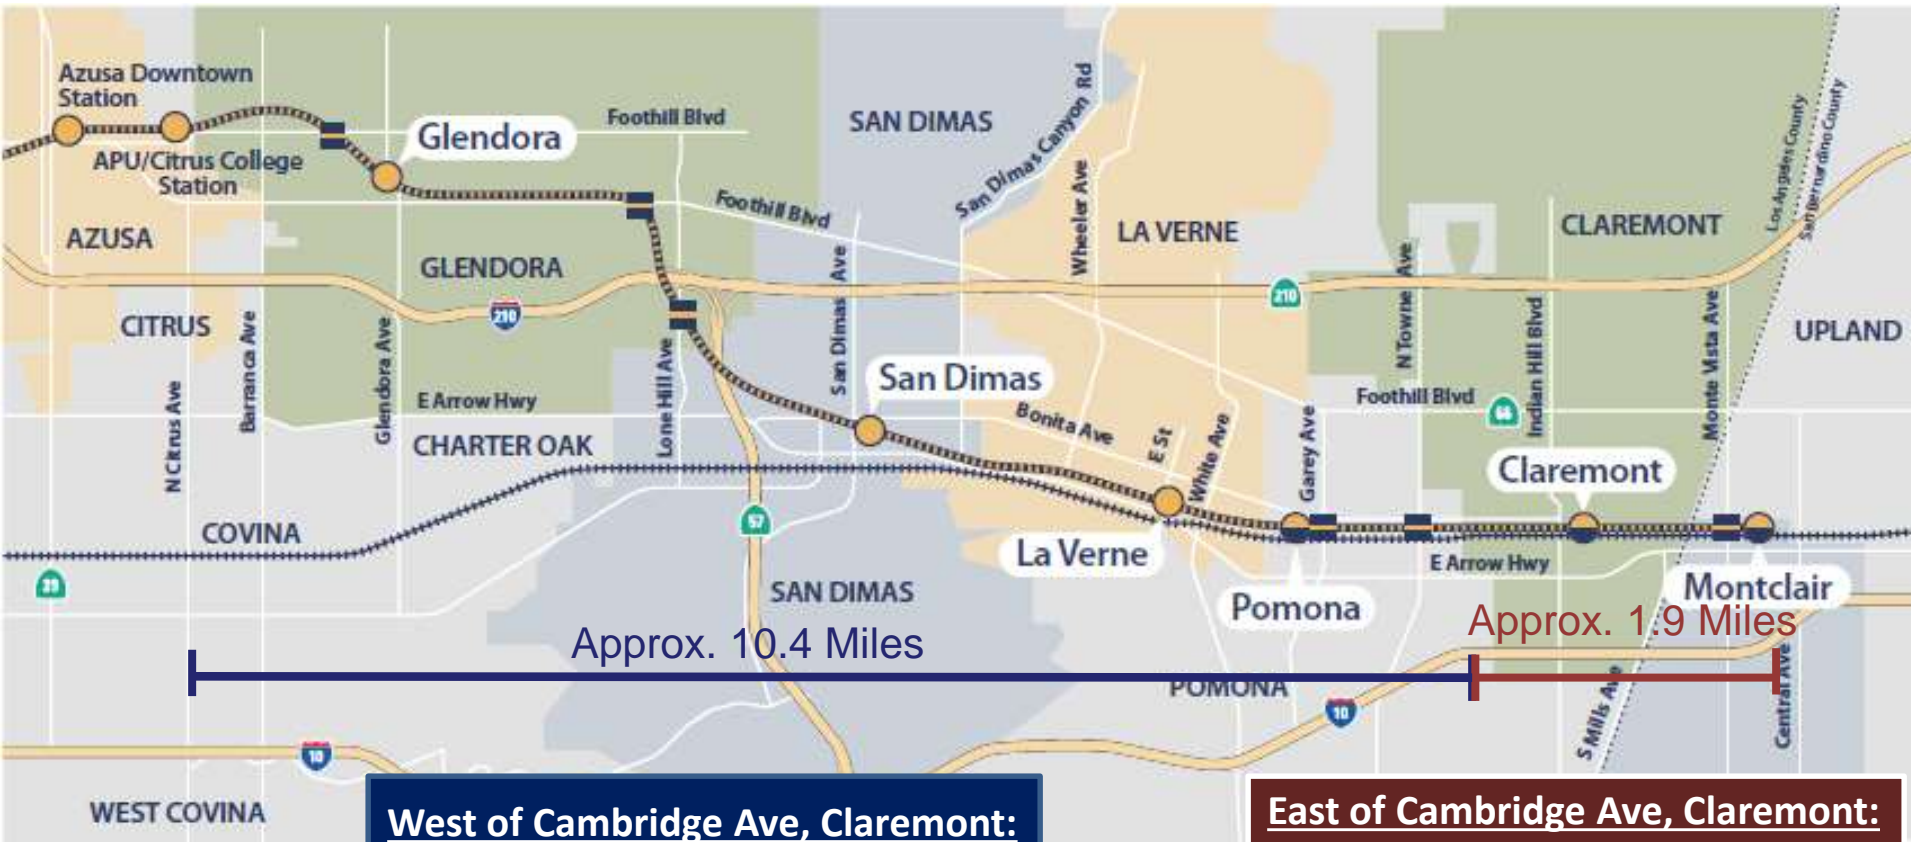 Azusa Downtown
Station
APU/Citrus College
Station
Glendora
Foothill Blvd
SAN DIMAS
San Dimas Canyon Rd
Wheeler Ave
LA VERNE
CLAREMONT
Los Angeles County
San Bernardino County
AZUSA
GLENDORA
Foothill Blvd
San Dimas Ave
N Towne Ave
210
210
CITRUS
Barranca Ave
Glendora Ave
N Citrus Ave
E Arrow Hwy
Lone Hill Ave
CHARTER OAK
San Dimas
Bonita Ave
E St
White Ave
Garey Ave
Foothill Blvd
66
Indian Hill Blvd
Monte Vista Ave
UPLAND
Claremont
COVINA
39
57
La Verne
Pomona
E Arrow Hwy
Montclair
SAN DIMAS
Approx. 10.4 Miles
Approx. 1.9 Miles
POMONA
10
10
S Mills Ave
Central Ave
WEST COVINA
West of Cambridge Ave, Claremont:
East of Cambridge Ave, Claremont: